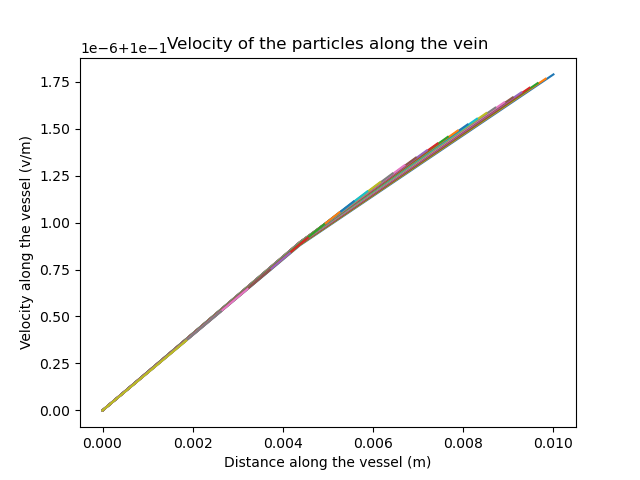 Velocity of the particles along the vein
1e−6+1e−1
1.75
1.50
1.25
1.00
0.75
0.50
0.25
0.00
Velocity along the vessel (v/m)
0.000 0.002 0.004 0.006 0.008 0.010
Distance along the vessel (m)